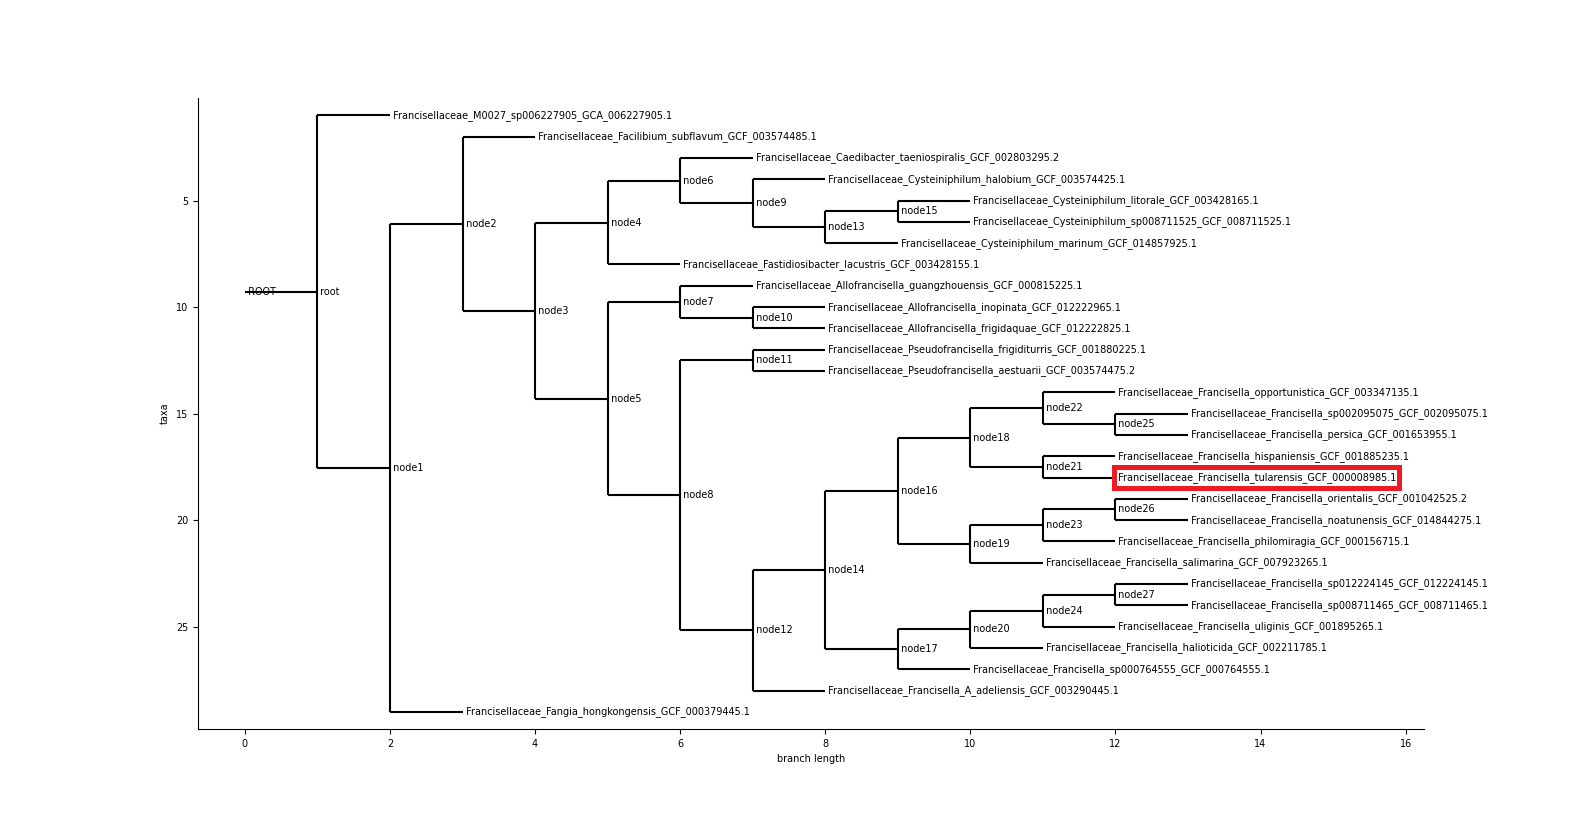 Francisellaceae_M0027_sp006227905_GCA_006227905.1
Francisellaceae_Facilibium_subflavum_GCF_003574485.1
Francisellaceae_Caedibacter_taeniospiralis_GCF_002803295.2
node6
Francisellaceae_Cysteiniphilum_halobium_GCF_003574425.1
5
node9
Francisellaceae_Cysteiniphilum_litorale_GCF_003428165.1
node15
node2
node4
node13
Francisellaceae_Cysteiniphilum_sp008711525_GCF_008711525.1
Francisellaceae_Cysteiniphilum_marinum_GCF_014857925.1
Francisellaceae_Fastidiosibacter_lacustris_GCF_003428155.1
ROOT
root
Francisellaceae_Allofrancisella_guangzhouensis_GCF_000815225.1
node7
10
node3
Francisellaceae_Allofrancisella_inopinata_GCF_012222965.1
node10
Francisellaceae_Allofrancisella_frigidaquae_GCF_012222825.1
Francisellaceae_Pseudofrancisella_frigiditurris_GCF_001880225.1
node11
Francisellaceae_Pseudofrancisella_aestuarii_GCF_003574475.2
node5
Francisellaceae_Francisella_opportunistica_GCF_003347135.1
node22
15
taxa
Francisellaceae_Francisella_sp002095075_GCF_002095075.1
node25
Francisellaceae_Francisella_persica_GCF_001653955.1
node18
Francisellaceae_Francisella_hispaniensis_GCF_001885235.1
node1
node21
Francisellaceae_Francisella_tularensis_GCF_000008985.1
node8
node16
Francisellaceae_Francisella_orientalis_GCF_001042525.2
node26
20
Francisellaceae_Francisella_noatunensis_GCF_014844275.1
node23
node19
Francisellaceae_Francisella_philomiragia_GCF_000156715.1
Francisellaceae_Francisella_salimarina_GCF_007923265.1
node14
Francisellaceae_Francisella_sp012224145_GCF_012224145.1
node27
Francisellaceae_Francisella_sp008711465_GCF_008711465.1
node24
25
node12
node20
Francisellaceae_Francisella_uliginis_GCF_001895265.1
node17
Francisellaceae_Francisella_halioticida_GCF_002211785.1
Francisellaceae_Francisella_sp000764555_GCF_000764555.1
Francisellaceae_Francisella_A_adeliensis_GCF_003290445.1
Francisellaceae_Fangia_hongkongensis_GCF_000379445.1
0 2 4 6 8 10 12 14 16
branch length